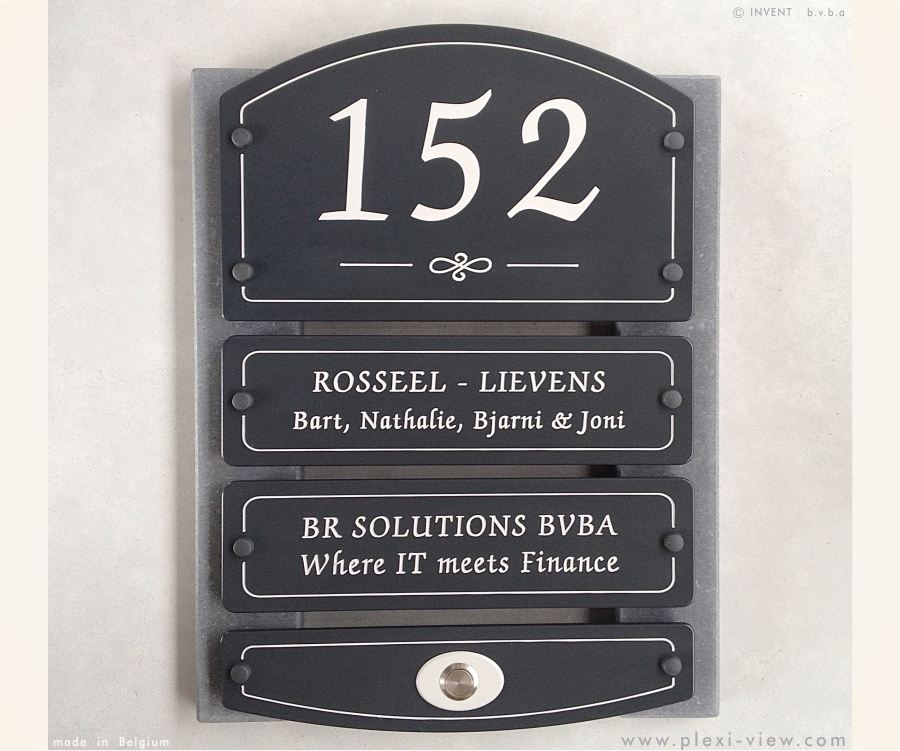 © INVENT b.v.b.a
152
ROSSEEL - LIEVENS
Bart, Nathalie, Bjarni & Joni
BR SOLUTIONS BVBA
Where IT meets Finance
made in Belgium
www.plexi-view.com